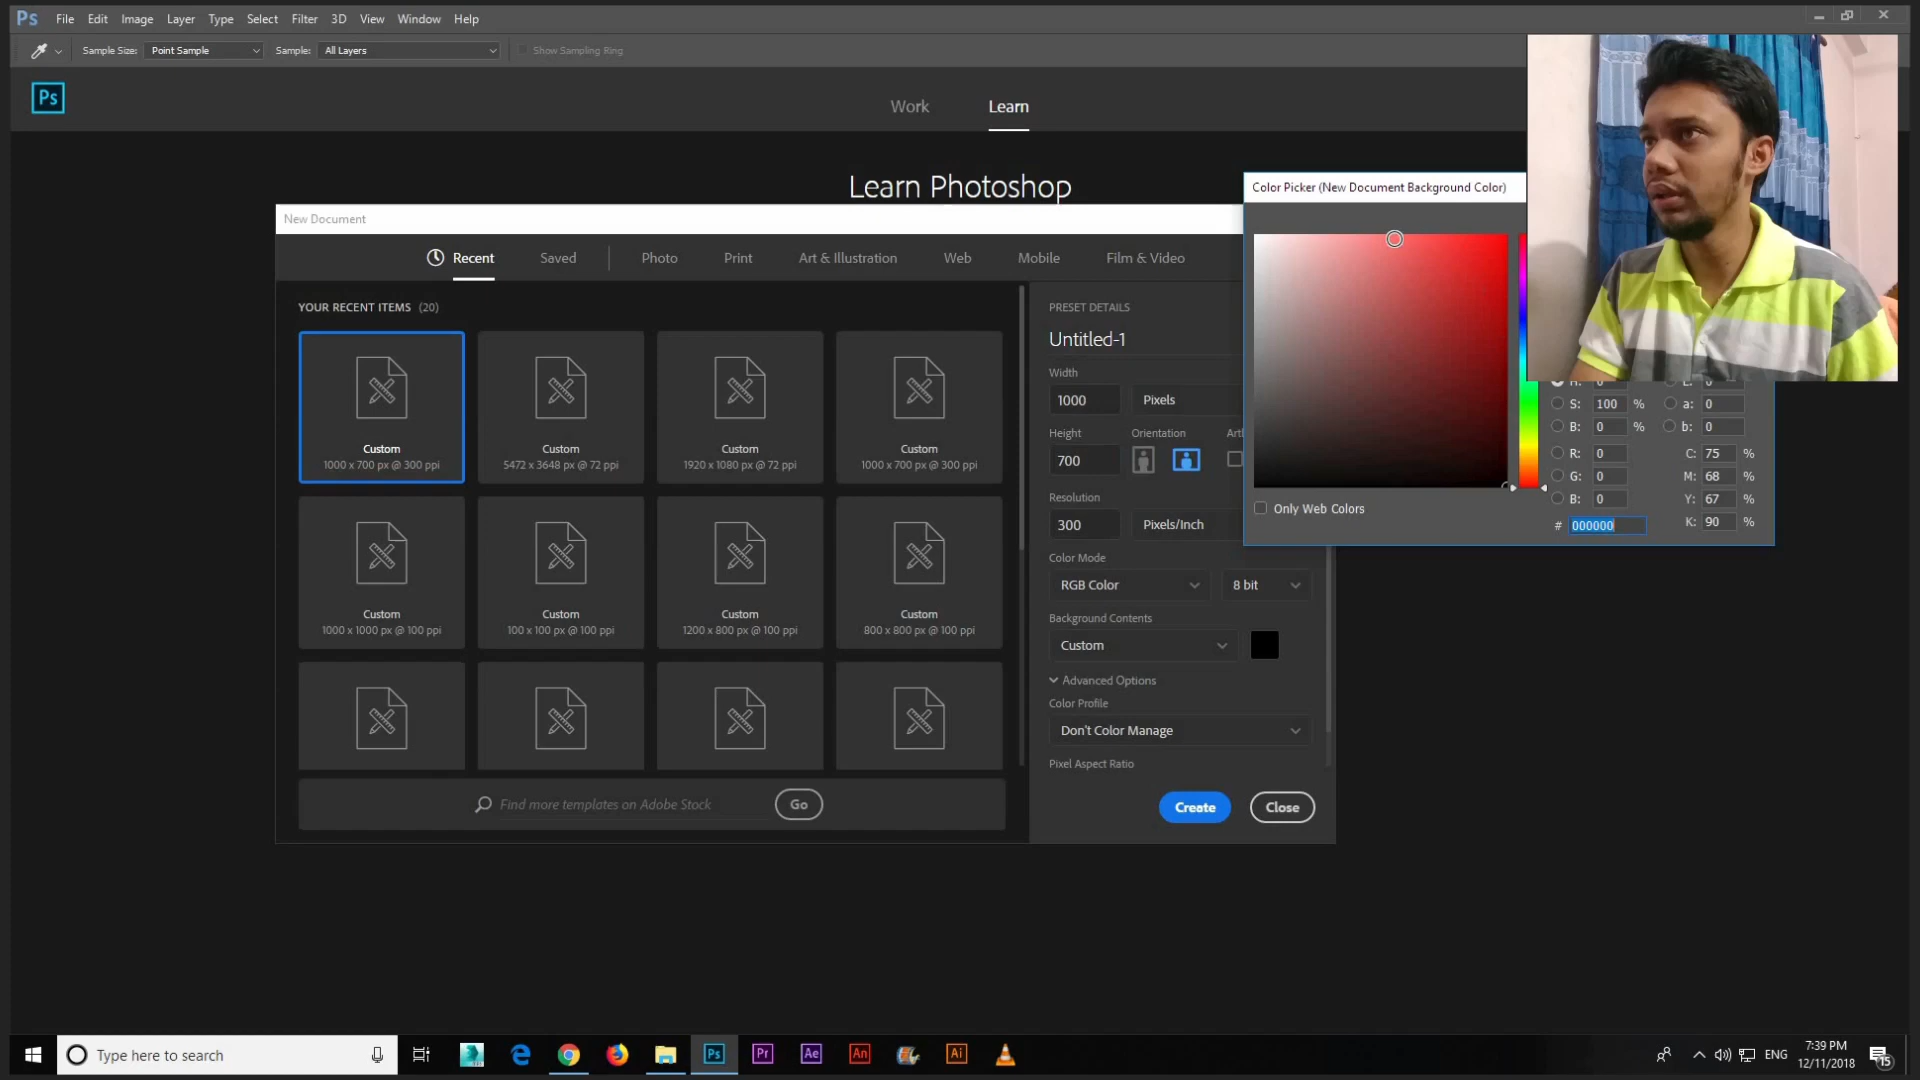 Ps File Edit Image Layer Type Select Filter 3D View Window Help
Sample Size: Point Sample Sample: All Layers Show Sampling Ring
Ps
Work Learn
Learn Photoshop
Color Picker (New Document Background Color)
New Document
Recent Saved Photo Print Art & Illustration Web Mobile Film & Video
YOUR RECENT ITEMS (20)
Custom
1000 x 700 px @ 300 ppi
Custom
5472 x 3648 px @ 72 ppi
Custom
1920 x 1080 px @ 72 ppi
Custom
1000 x 700 px @ 300 ppi
Custom
1000 x 1000 px @ 100 ppi
Custom
100 x 100 px @ 100 ppi
Custom
1200 x 800 px @ 100 ppi
Custom
800 x 800 px @ 100 ppi
Find more templates on Adobe Stock Go
PRESET DETAILS
Untitled-1
Width
1000 Pixels
Height Orientation
700
Resolution
300 Pixels/Inch
Color Mode
RGB Color 8 bit
Background Contents
Custom
Advanced Options
Color Profile
Don't Color Manage
Pixel Aspect Ratio
Create Close
S: 100 % a: 0
B: 0 % b: 0
R: 0 C: 75 %
G: 0 M: 68 %
B: 0 Y: 67 %
# 000000 K: 90 %
Only Web Colors
Type here to search
Ps Pr Ae An Ai
ENG
7:39 PM
12/11/2018
15